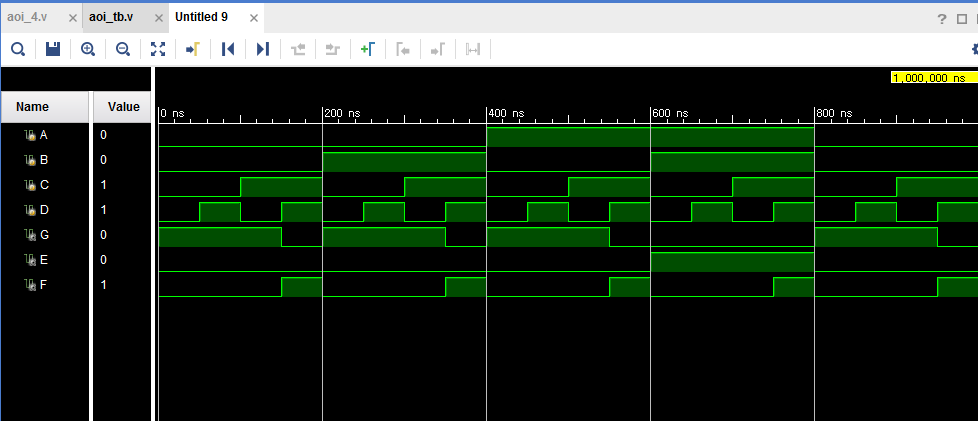 aoi_4.v × aoi_tb.v × Untitled 9 ×
? 
1,000,000 ns
Name Value
0 ns 200 ns 400 ns 600 ns 800 ns
A 0
B 0
C 1
D 1
G 0
E 0
F 1